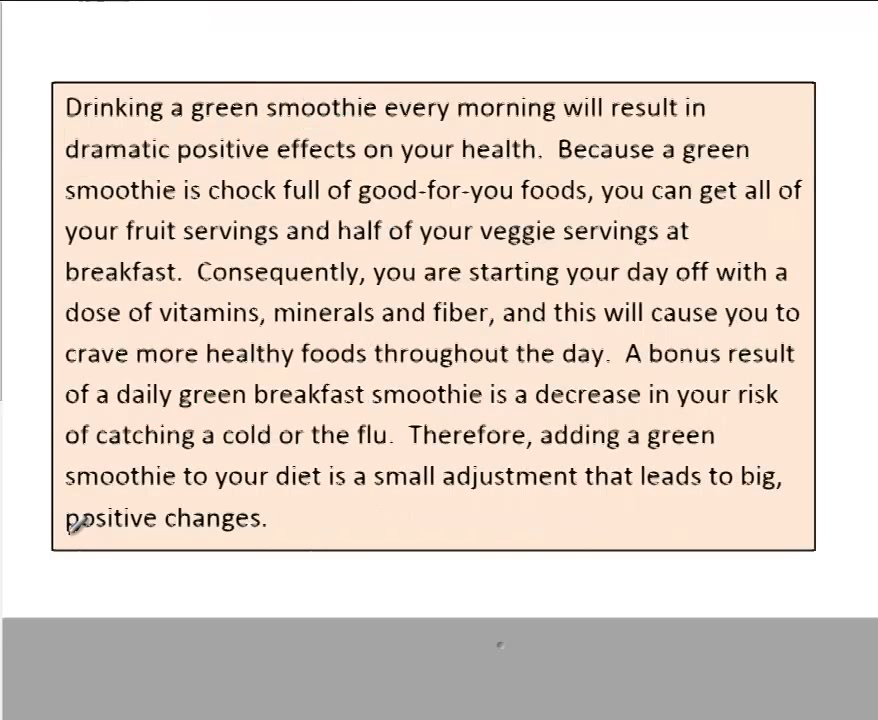 Drinking a green smoothie every morning will result in
dramatic positive effects on your health.  Because a green
smoothie is chock full of good-for-you foods, you can get all of
your fruit servings and half of your veggie servings at
breakfast.  Consequently, you are starting your day off with a
dose of vitamins, minerals and fiber, and this will cause you to
crave more healthy foods throughout the day.  A bonus result
of a daily green breakfast smoothie is a decrease in your risk
of catching a cold or the flu.  Therefore, adding a green
smoothie to your diet is a small adjustment that leads to big,
positive changes.